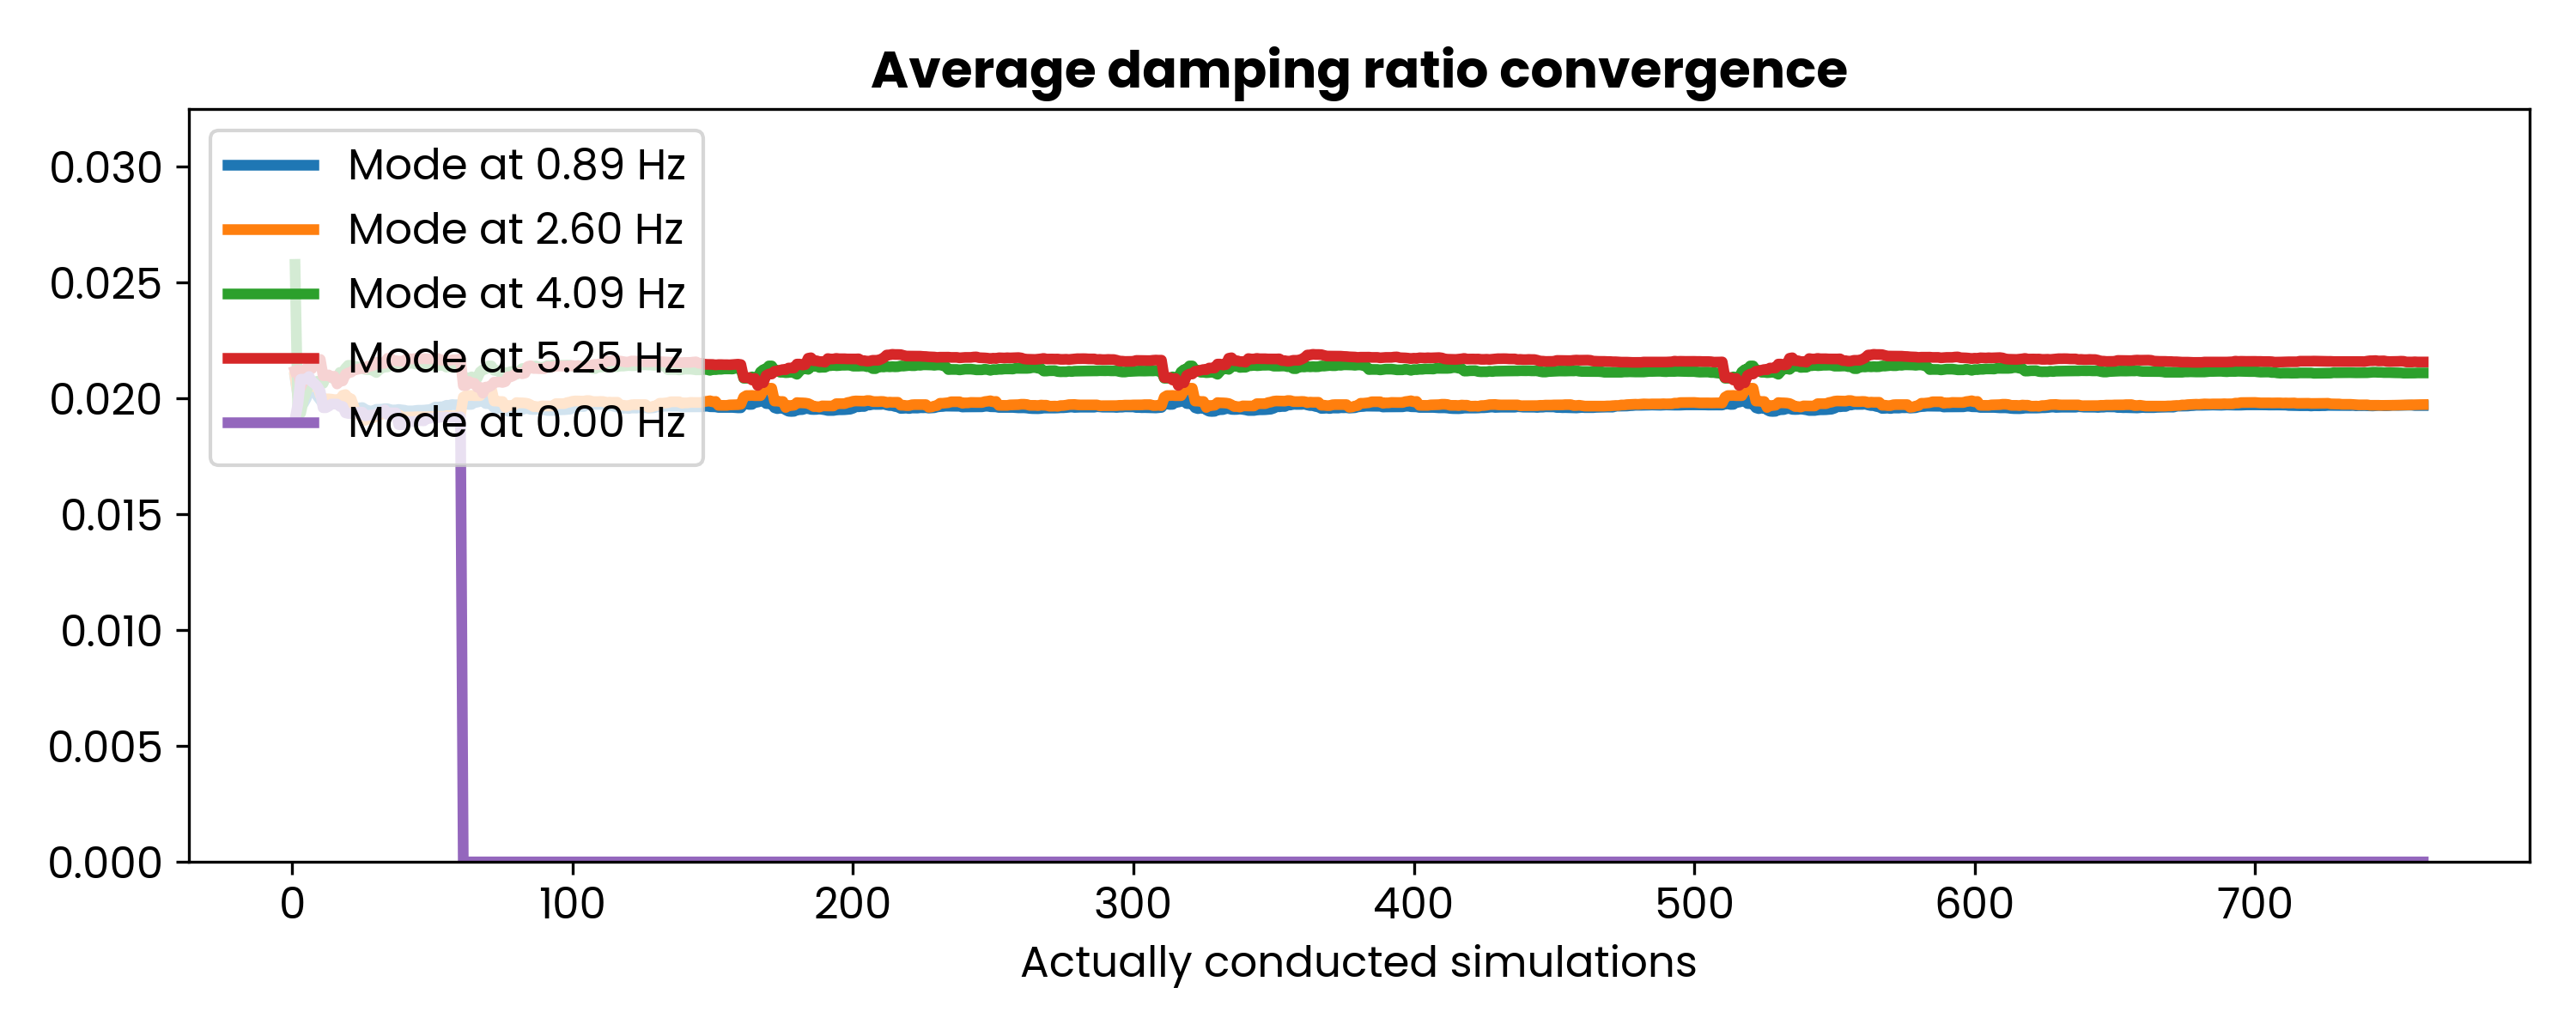 Average damping ratio convergence
0.030
0.025
0.020
0.015
0.010
0.005
0.000
Mode at 0.89 Hz
Mode at 2.60 Hz
Mode at 4.09 Hz
Mode at 5.25 Hz
Mode at 0.00 Hz
0 100 200 300 400 500 600 700
Actually conducted simulations